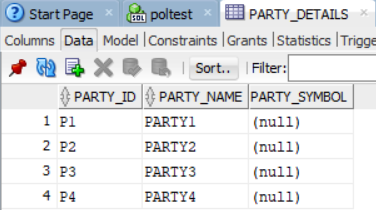 Start Page poltest PARTY_DETAILS
Columns Data Model Constraints Grants Statistics Trigge
Sort.. Filter:
PARTY_ID PARTY_NAME PARTY_SYMBOL
1 P1 PARTY1 (null)
2 P2 PARTY2 (null)
3 P3 PARTY3 (null)
4 P4 PARTY4 (null)